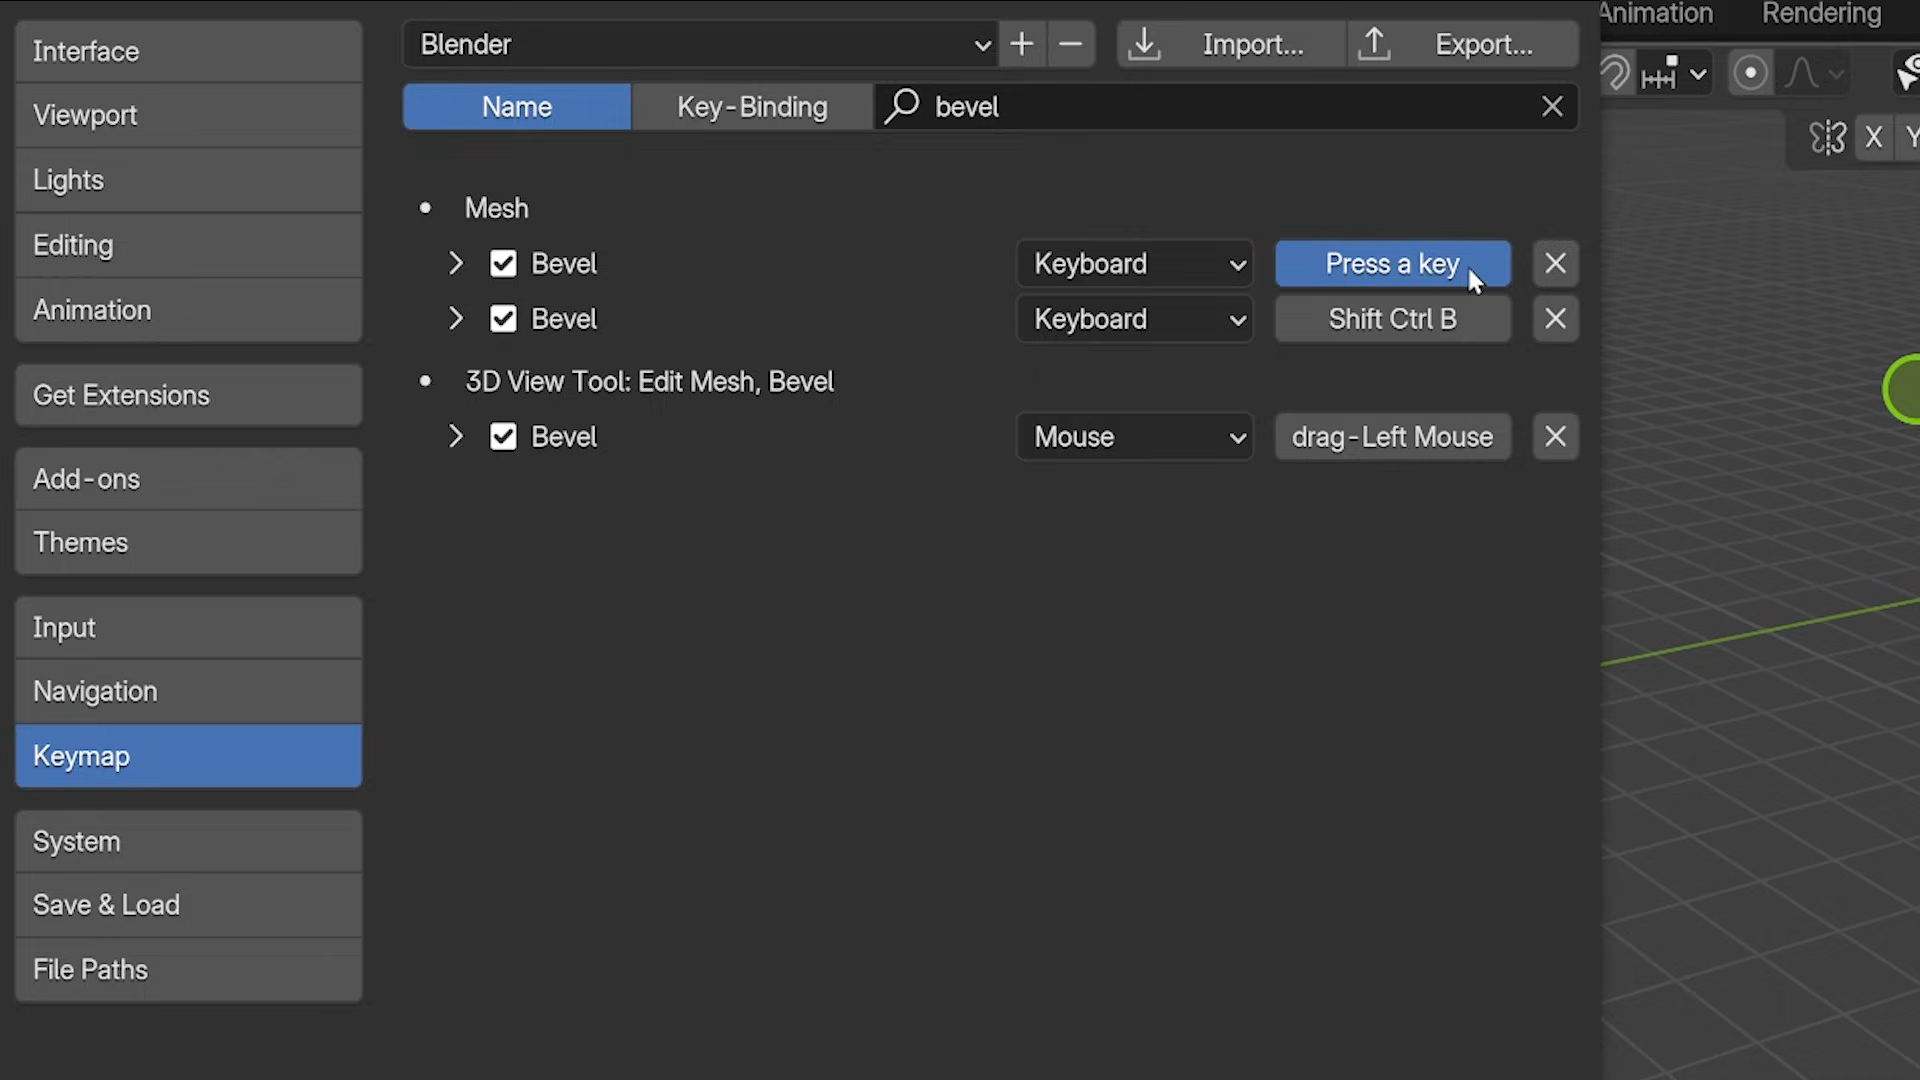 Interface
Viewport
Lights
Editing
Animation
Get Extensions
Add-ons
Themes
Input
Navigation
Keymap
System
Save & Load
File Paths
Blender
Import...
Export...
Name
Key-Binding
bevel
Mesh
Bevel Keyboard Press a key
Bevel Keyboard Shift Ctrl B
3D View Tool: Edit Mesh, Bevel
Bevel Mouse drag-Left Mouse
Animation Rendering
X Y